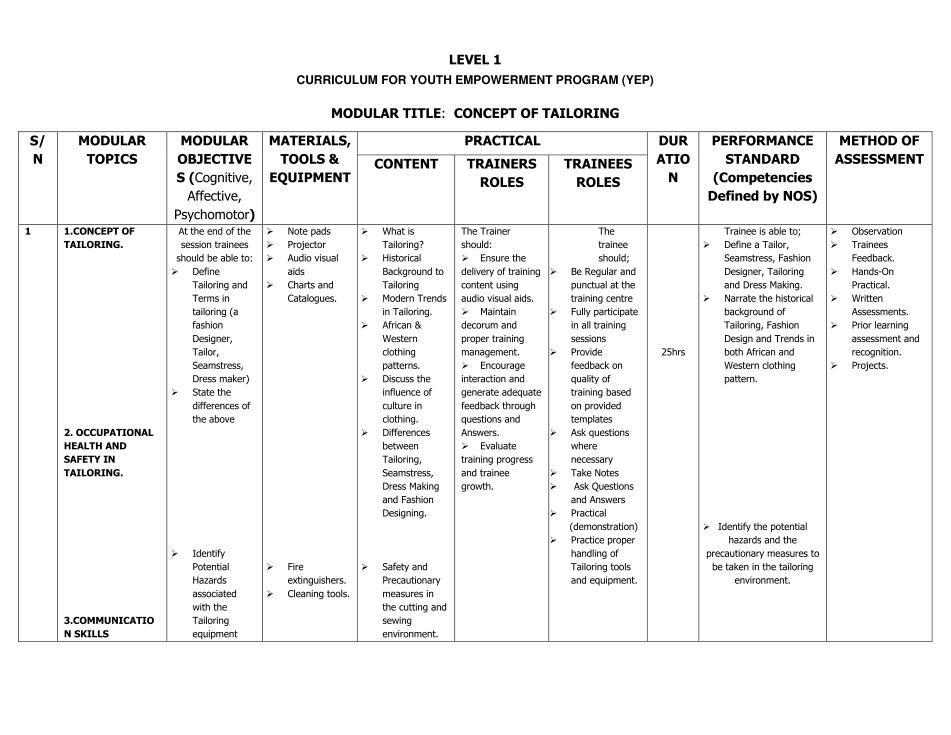 LEVEL 1
CURRICULUM FOR YOUTH EMPOWERMENT PROGRAM (YEP)
MODULAR TITLE:  CONCEPT OF TAILORING
S/
N
MODULAR
TOPICS
MODULAR
OBJECTIVE
S (Cognitive,
Affective,
Psychomotor)
MATERIALS,
TOOLS &
EQUIPMENT
PRACTICAL
CONTENT
TRAINERS
ROLES
TRAINEES
ROLES
DUR
ATIO
N
PERFORMANCE
STANDARD
(Competencies
Defined by NOS)
METHOD OF
ASSESSMENT
1
1.CONCEPT OF
TAILORING.
2. OCCUPATIONAL
HEALTH AND
SAFETY IN
TAILORING.
3.COMMUNICATIO
N SKILLS
At the end of the
session trainees
should be able to:
➢ Define
Tailoring and
Terms in
tailoring (a
fashion
Designer,
Tailor,
Seamstress,
Dress maker)
➢ State the
differences of
the above
➢ Identify
Potential
Hazards
associated
with the
Tailoring
equipment
➢ Note pads
➢ Projector
➢ Audio visual
aids
➢ Charts and
Catalogues.
➢ Fire
extinguishers.
➢ Cleaning tools.
➢ What is
Tailoring?
➢ Historical
Background to
Tailoring
➢ Modern Trends
in Tailoring.
➢ African &
Western
clothing
patterns.
➢ Discuss the
influence of
culture in
clothing.
➢ Differences
between
Tailoring,
Seamstress,
Dress Making
and Fashion
Designing.
➢ Safety and
Precautionary
measures in
the cutting and
sewing
environment.
The Trainer
should:
➢ Ensure the
delivery of training
content using
audio visual aids.
➢ Maintain
decorum and
proper training
management.
➢ Encourage
interaction and
generate adequate
feedback through
questions and
Answers.
➢ Evaluate
training progress
and trainee
growth.
The
trainee
should;
➢ Be Regular and
punctual at the
training centre
➢ Fully participate
in all training
sessions
➢ Provide
feedback on
quality of
training based
on provided
templates
➢ Ask questions
where
necessary
➢ Take Notes
➢ Ask Questions
and Answers
➢ Practical
(demonstration)
➢ Practice proper
handling of
Tailoring tools
and equipment.
25hrs
Trainee is able to;
➢ Define a Tailor,
Seamstress, Fashion
Designer, Tailoring
and Dress Making.
➢ Narrate the historical
background of
Tailoring, Fashion
Design and Trends in
both African and
Western clothing
pattern.
➢ Identify the potential
hazards and the
precautionary measures to
be taken in the tailoring
environment.
➢ Observation
➢ Trainees
Feedback.
➢ Hands-On
Practical.
➢ Written
Assessments.
➢ Prior learning
assessment and
recognition.
➢ Projects.